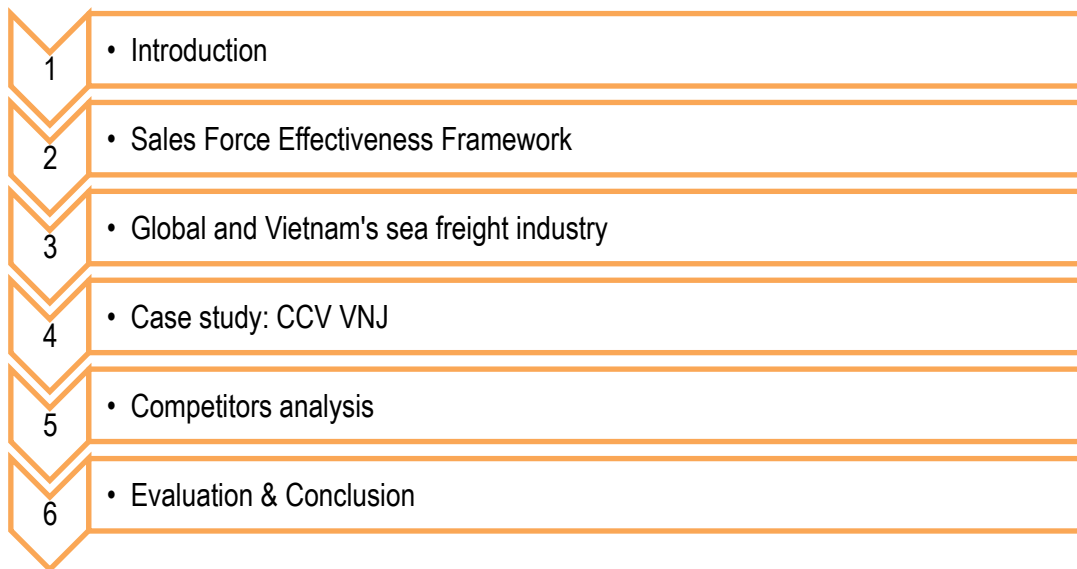 1
• Introduction
2
• Sales Force Effectiveness Framework
3
• Global and Vietnam's sea freight industry
4
• Case study: CCV VNJ
5
• Competitors analysis
6
• Evaluation & Conclusion